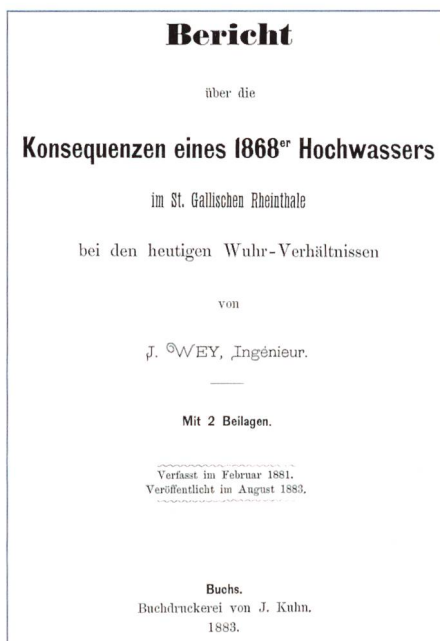 Bericht
über die
Konsequenzen eines 1868er Hochwassers
im St. Gallischen Rheinthale
bei den heutigen Wuhr-Verhältnissen
von
J. WEY, Ingénieur.
Mit 2 Beilagen.
Verfasst im Februar 1881.
Veröffentlicht im August 1883.
Buchs.
Buchdruckerei von J. Kuhn.
1883.